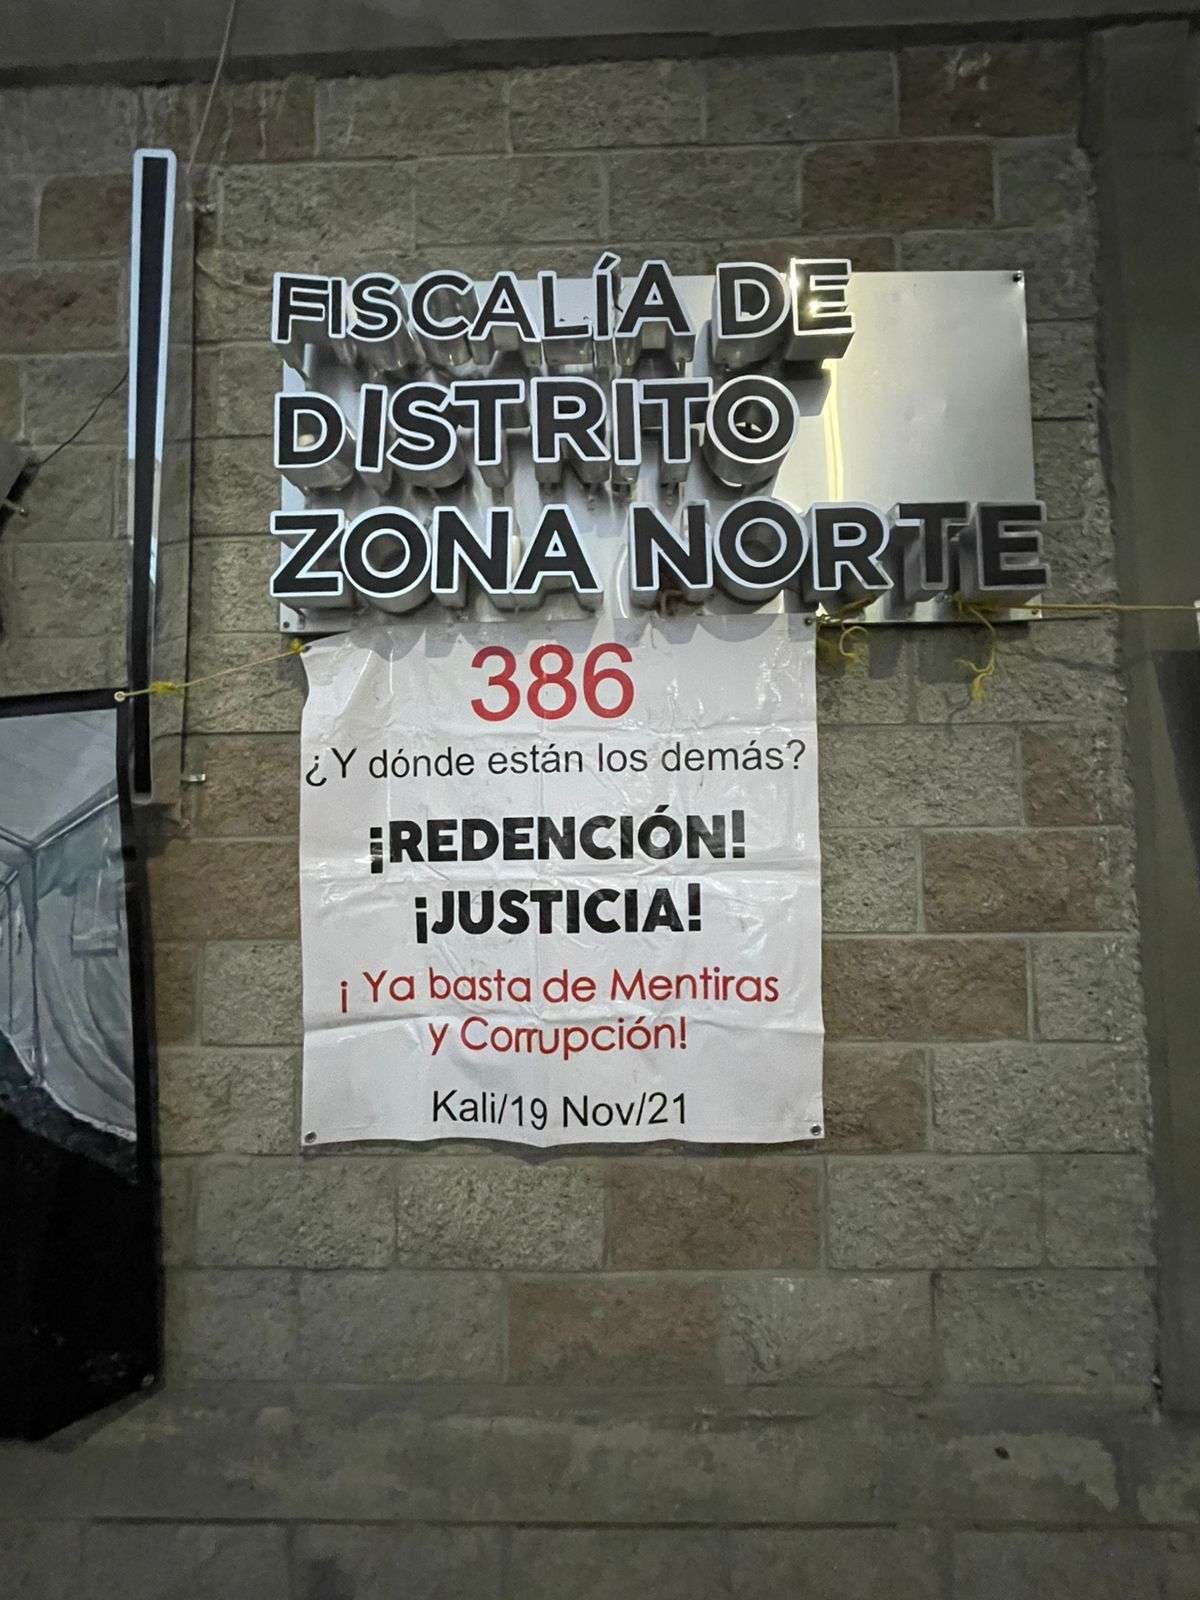 FISCALÍA DE
DISTRITO
ZONA NORTE
386
¿Y dónde están los demás?
¡REDENCIÓN!
¡JUSTICIA!
¡ Ya basta de Mentiras
y Corrupción!
Kali/19 Nov/21